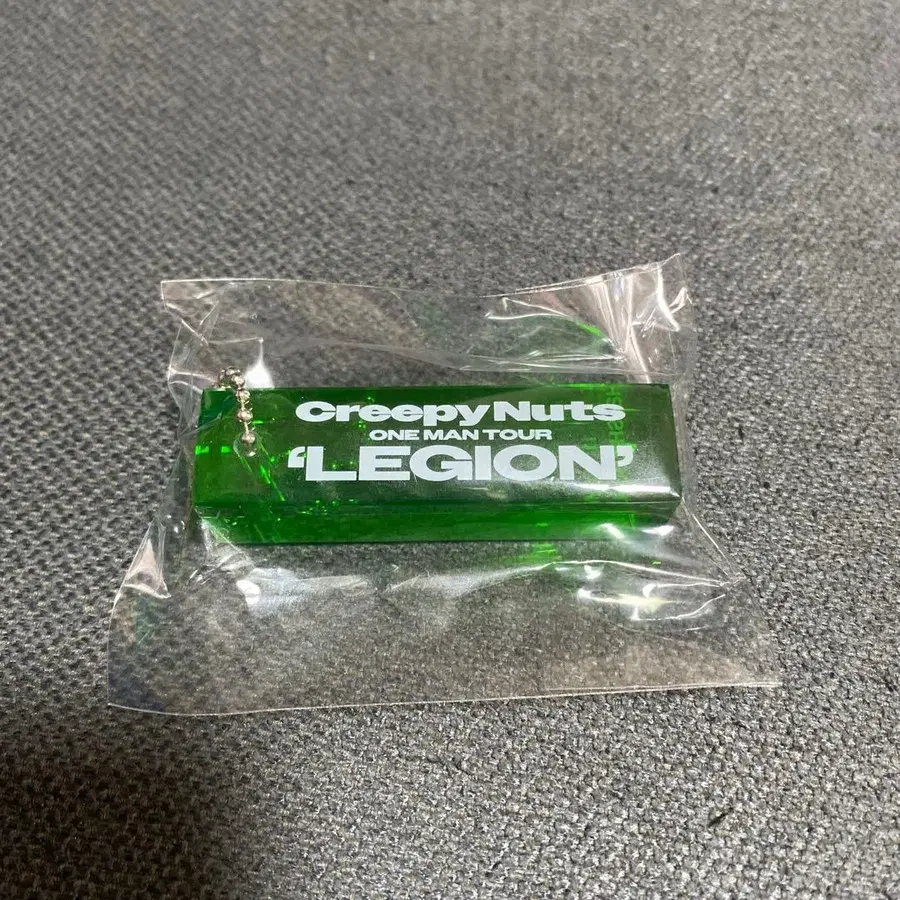 Creepy Nuts
ONE MAN TOUR
‘LEGION’